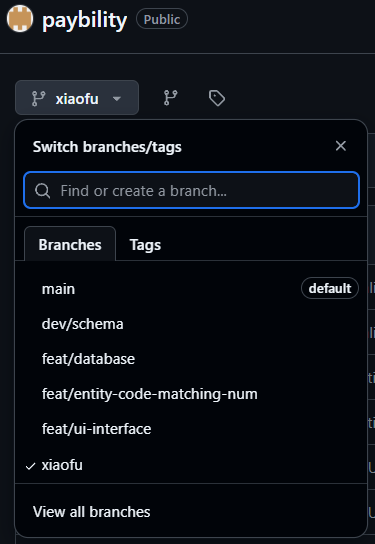 paybility Public
xiaofu
Switch branches/tags
Find or create a branch...
Branches Tags
main default
dev/schema
feat/database
feat/entity-code-matching-num
feat/ui-interface
xiaofu
View all branches